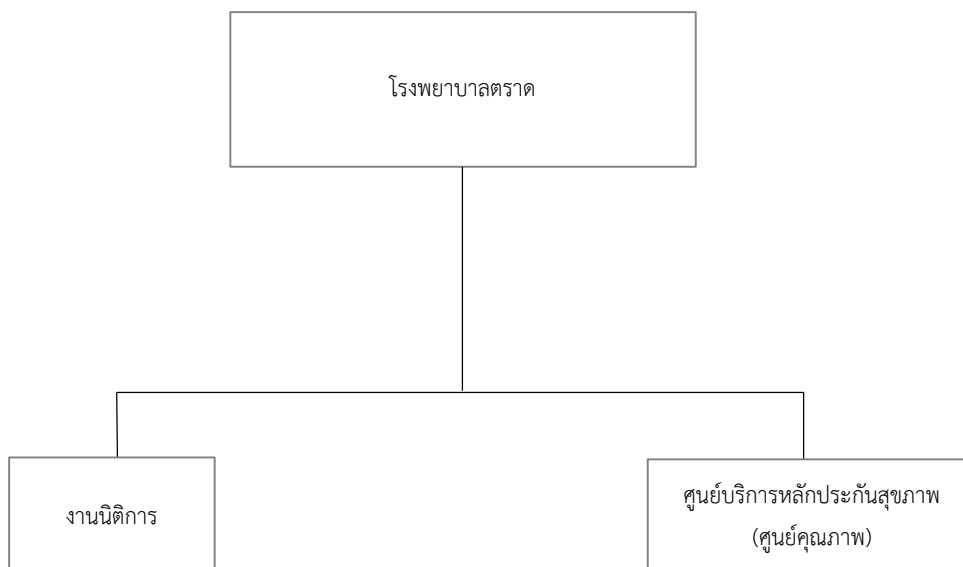 โรงพยาบาลตราด
งานนิติการ
ศูนย์บริการหลักประกันสุขภาพ
(ศูนย์คุณภาพ)